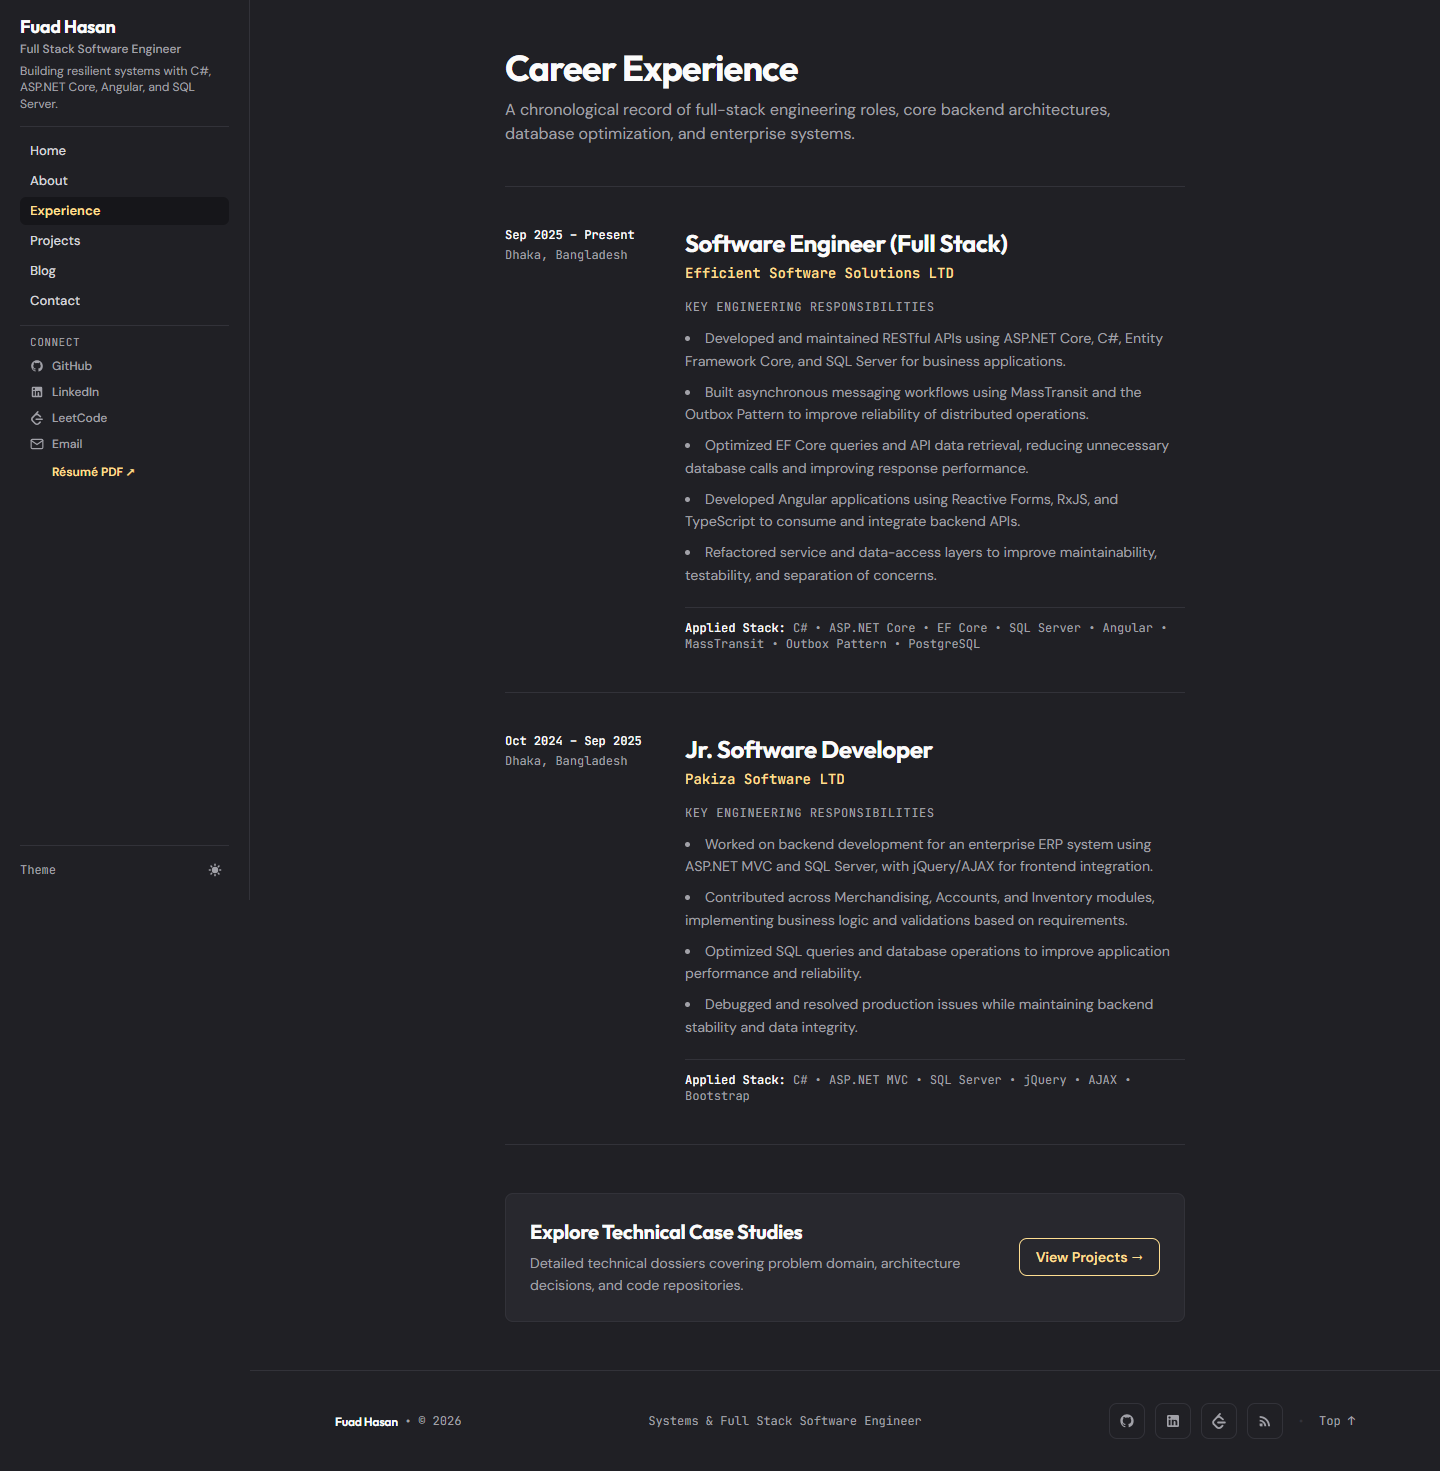 Fuad Hasan
Full Stack Software Engineer
Building resilient systems with C#,
ASP.NET Core, Angular, and SQL
Server.
Home
About
Experience
Projects
Blog
Contact
CONNECT
GitHub
LinkedIn
LeetCode
Email
Résumé PDF ↗
Theme
Career Experience
A chronological record of full-stack engineering roles, core backend architectures,
database optimization, and enterprise systems.
Sep 2025 – Present
Dhaka, Bangladesh
Software Engineer (Full Stack)
Efficient Software Solutions LTD
KEY ENGINEERING RESPONSIBILITIES
• Developed and maintained RESTful APIs using ASP.NET Core, C#, Entity
Framework Core, and SQL Server for business applications.
• Built asynchronous messaging workflows using MassTransit and the
Outbox Pattern to improve reliability of distributed operations.
• Optimized EF Core queries and API data retrieval, reducing unnecessary
database calls and improving response performance.
• Developed Angular applications using Reactive Forms, RxJS, and
TypeScript to consume and integrate backend APIs.
• Refactored service and data-access layers to improve maintainability,
testability, and separation of concerns.
Applied Stack: C# • ASP.NET Core • EF Core • SQL Server • Angular •
MassTransit • Outbox Pattern • PostgreSQL
Oct 2024 – Sep 2025
Dhaka, Bangladesh
Jr. Software Developer
Pakiza Software LTD
KEY ENGINEERING RESPONSIBILITIES
• Worked on backend development for an enterprise ERP system using
ASP.NET MVC and SQL Server, with jQuery/AJAX for frontend integration.
• Contributed across Merchandising, Accounts, and Inventory modules,
implementing business logic and validations based on requirements.
• Optimized SQL queries and database operations to improve application
performance and reliability.
• Debugged and resolved production issues while maintaining backend
stability and data integrity.
Applied Stack: C# • ASP.NET MVC • SQL Server • jQuery • AJAX •
Bootstrap
Explore Technical Case Studies
Detailed technical dossiers covering problem domain, architecture
decisions, and code repositories.
View Projects →
Fuad Hasan • © 2026
Systems & Full Stack Software Engineer
Top ↑